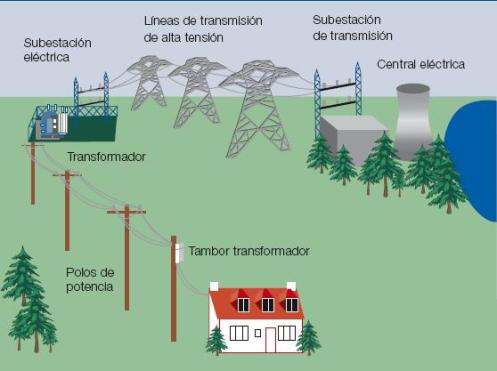 Líneas de transmisión
de alta tensión
Subestación
de transmisión
Subestación
eléctrica
Central eléctrica
Transformador
Tambor transformador
Polos de
potencia